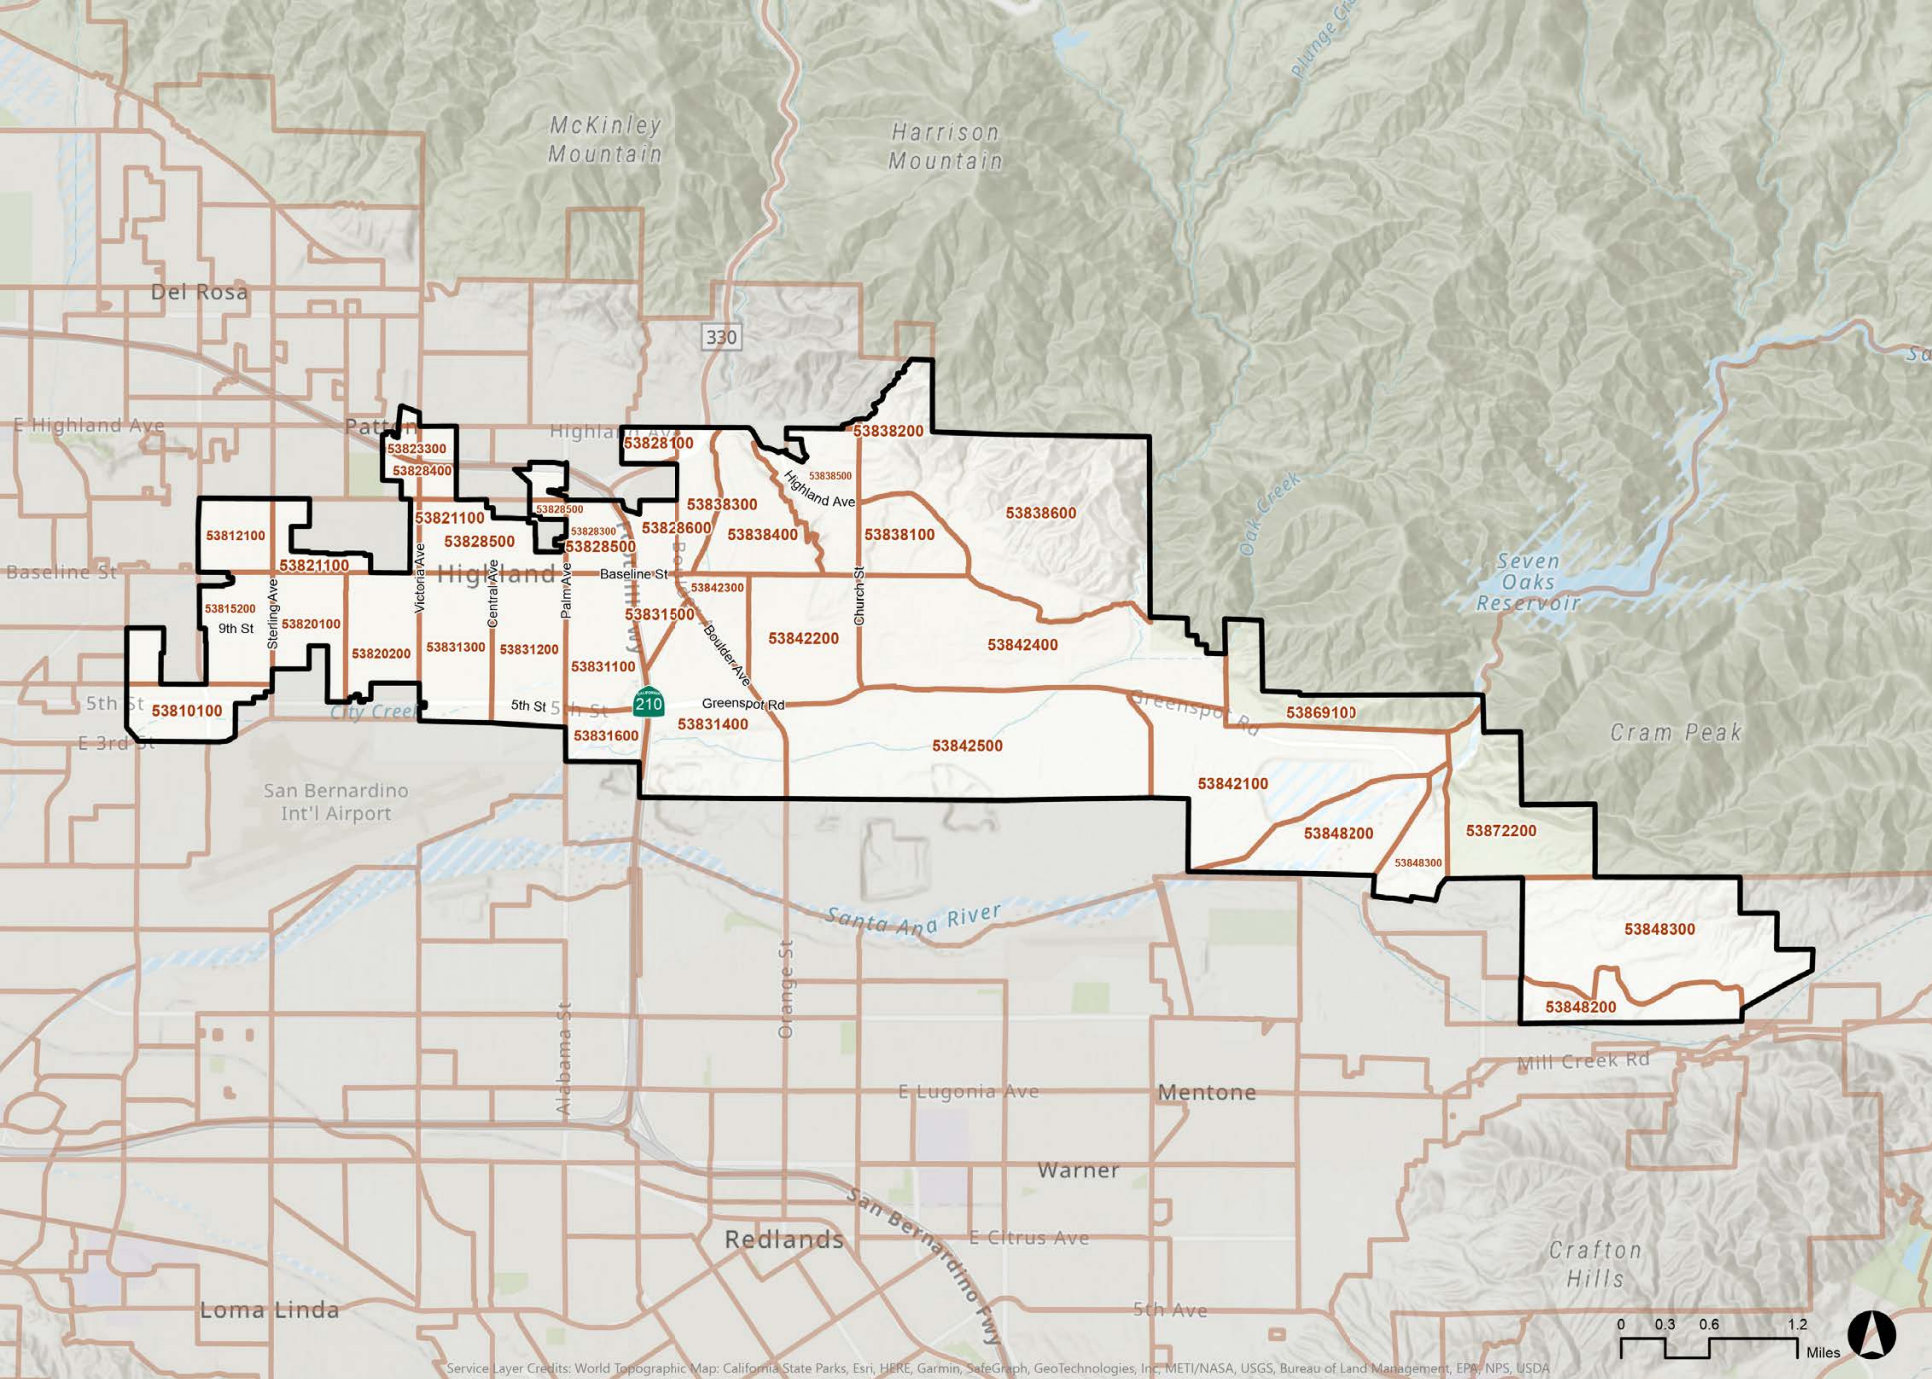 Plunge Cr
McKinley
Mountain
Harrison
Mountain
Del Rosa
330
Sa
E Highland Ave
Patton
Highland Av
53823300
53828400
53828100
53838200
53838500
Highland Ave
53838300
53838400
53838100
53838600
Oak Creek
53812100
53821100
53828500
53828500
53828300
53828500
53828600
53821100
Baseline St
Highland
Baseline St
53842300
Seven
Oaks
Reservoir
Victoria Ave
Central Ave
Palm Ave
Church St
Sterling Ave
Boulder Ave
53815200
9th St
53820100
53820200
53831300
53831200
53831500
53831100
53842200
53842400
5th St
53810100
City Creek
5th St
5th St
210
Greenspot Rd
Greenspot Rd
53869100
Cram Peak
E 3rd St
53831600
53831400
53842500
53842100
San Bernardino
Int'l Airport
53848200
53848300
53872200
Santa Ana River
53848300
53848200
Orange St
Alabama St
Mill Creek Rd
E Lugonia Ave
Mentone
Warner
San Bernardino Fwy
Redlands
E Citrus Ave
Crafton
Hills
Loma Linda
5th Ave
0 0.3 0.6 1.2
Miles
Service Layer Credits: World Topographic Map: California State Parks, Esri, HERE, Garmin, SafeGraph, GeoTechnologies, Inc, METI/NASA, USGS, Bureau of Land Management, EPA, NPS, USDA